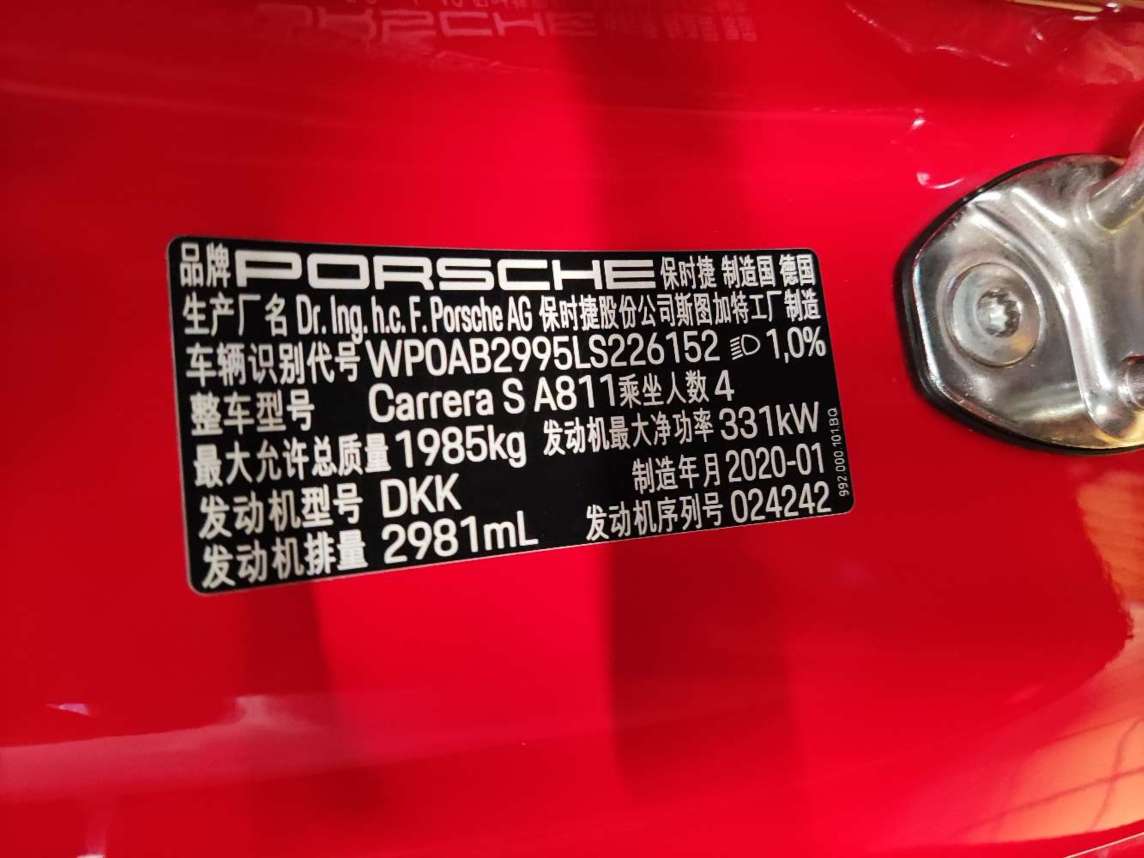 品牌 PORSCHE 保时捷 制造国 德国
生产厂名 Dr. Ing. h.c. F. Porsche AG 保时捷股份公司斯图加特工厂制造
车辆识别代号 WP0AB2995LS226152 1,0%
整车型号 Carrera S A811 乘坐人数 4
最大允许总质量 1985kg 发动机最大净功率 331kW
发动机型号 DKK 制造年月 2020-01
发动机排量 2981mL 发动机序列号 024242
992 000 101 BQ